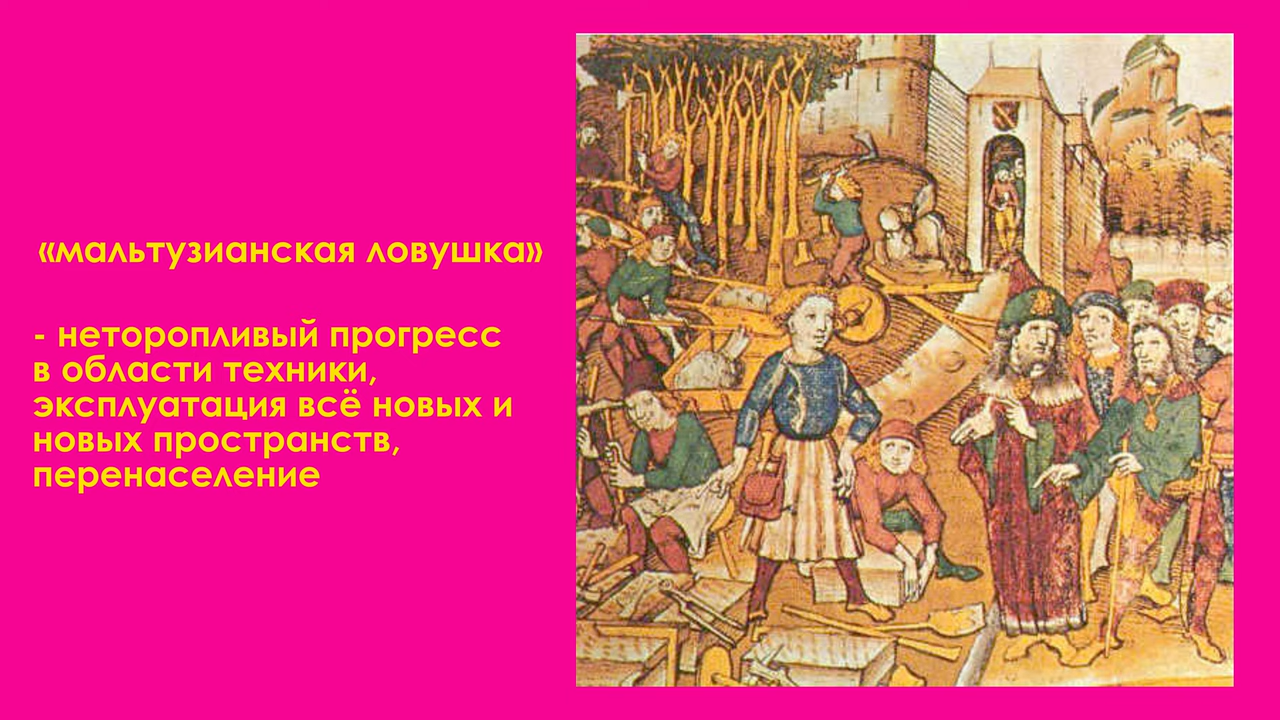 «мальтузианская ловушка»
- неторопливый прогресс
в области техники,
эксплуатация всё новых и
новых пространств,
перенаселение